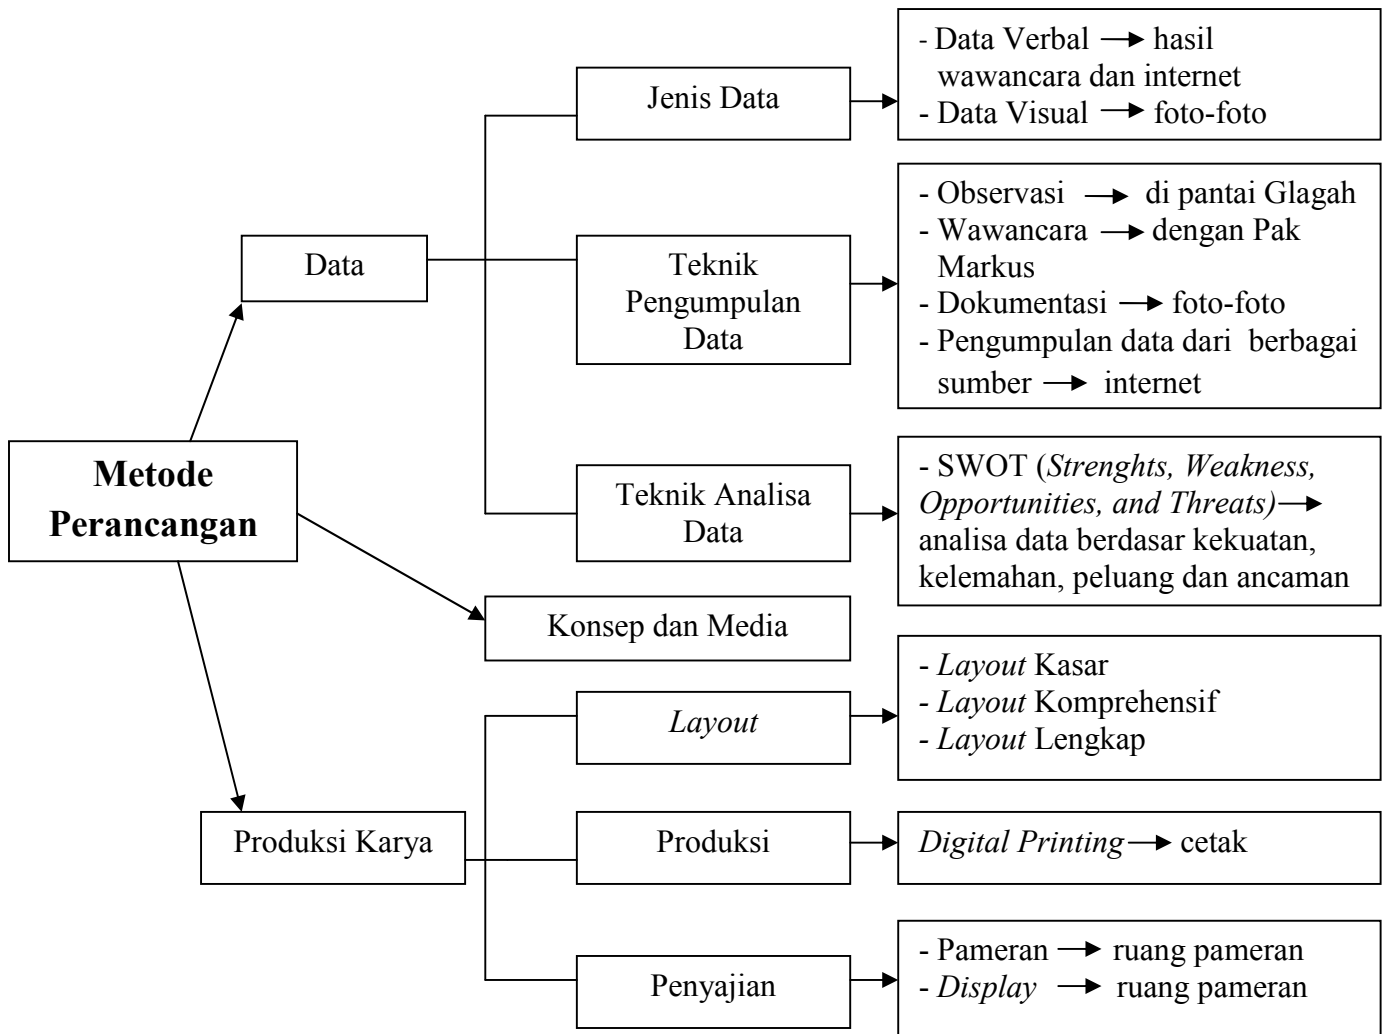 Metode
Perancangan
Data
Jenis Data
- Data Verbal → hasil
wawancara dan internet
- Data Visual → foto-foto
Teknik
Pengumpulan
Data
- Observasi → di pantai Glagah
- Wawancara → dengan Pak
Markus
- Dokumentasi → foto-foto
- Pengumpulan data dari berbagai
sumber → internet
Teknik Analisa
Data
- SWOT (Strenghts, Weakness,
Opportunities, and Threats) →
analisa data berdasar kekuatan,
kelemahan, peluang dan ancaman
Konsep dan Media
Produksi Karya
Layout
- Layout Kasar
- Layout Komprehensif
- Layout Lengkap
Produksi
Digital Printing → cetak
Penyajian
- Pameran → ruang pameran
- Display → ruang pameran